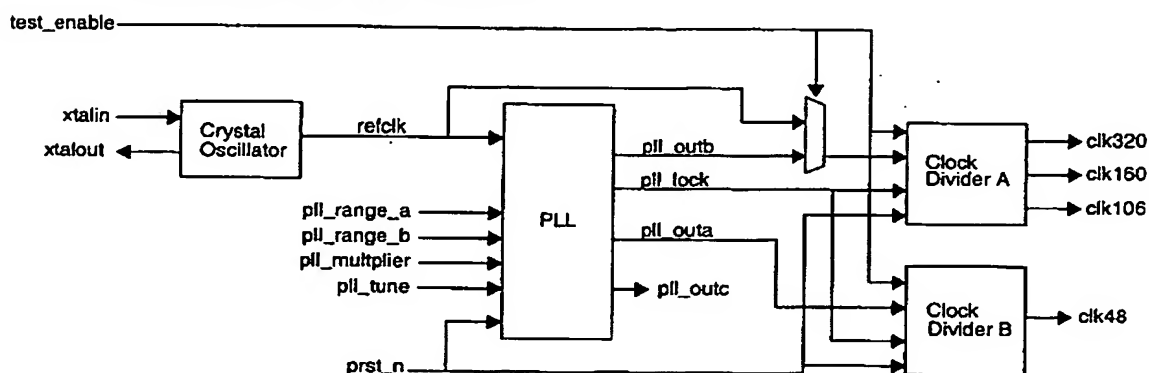 test_enable
xtalin
xtalout
Crystal
Oscillator
refclk
pll_range_a
pll_range_b
pll_multplier
pll_tune
prst_n
PLL
pll_outb
pll_lock
pll_outa
pll_outc
Clock
Divider A
clk320
clk160
clk106
Clock
Divider B
clk48